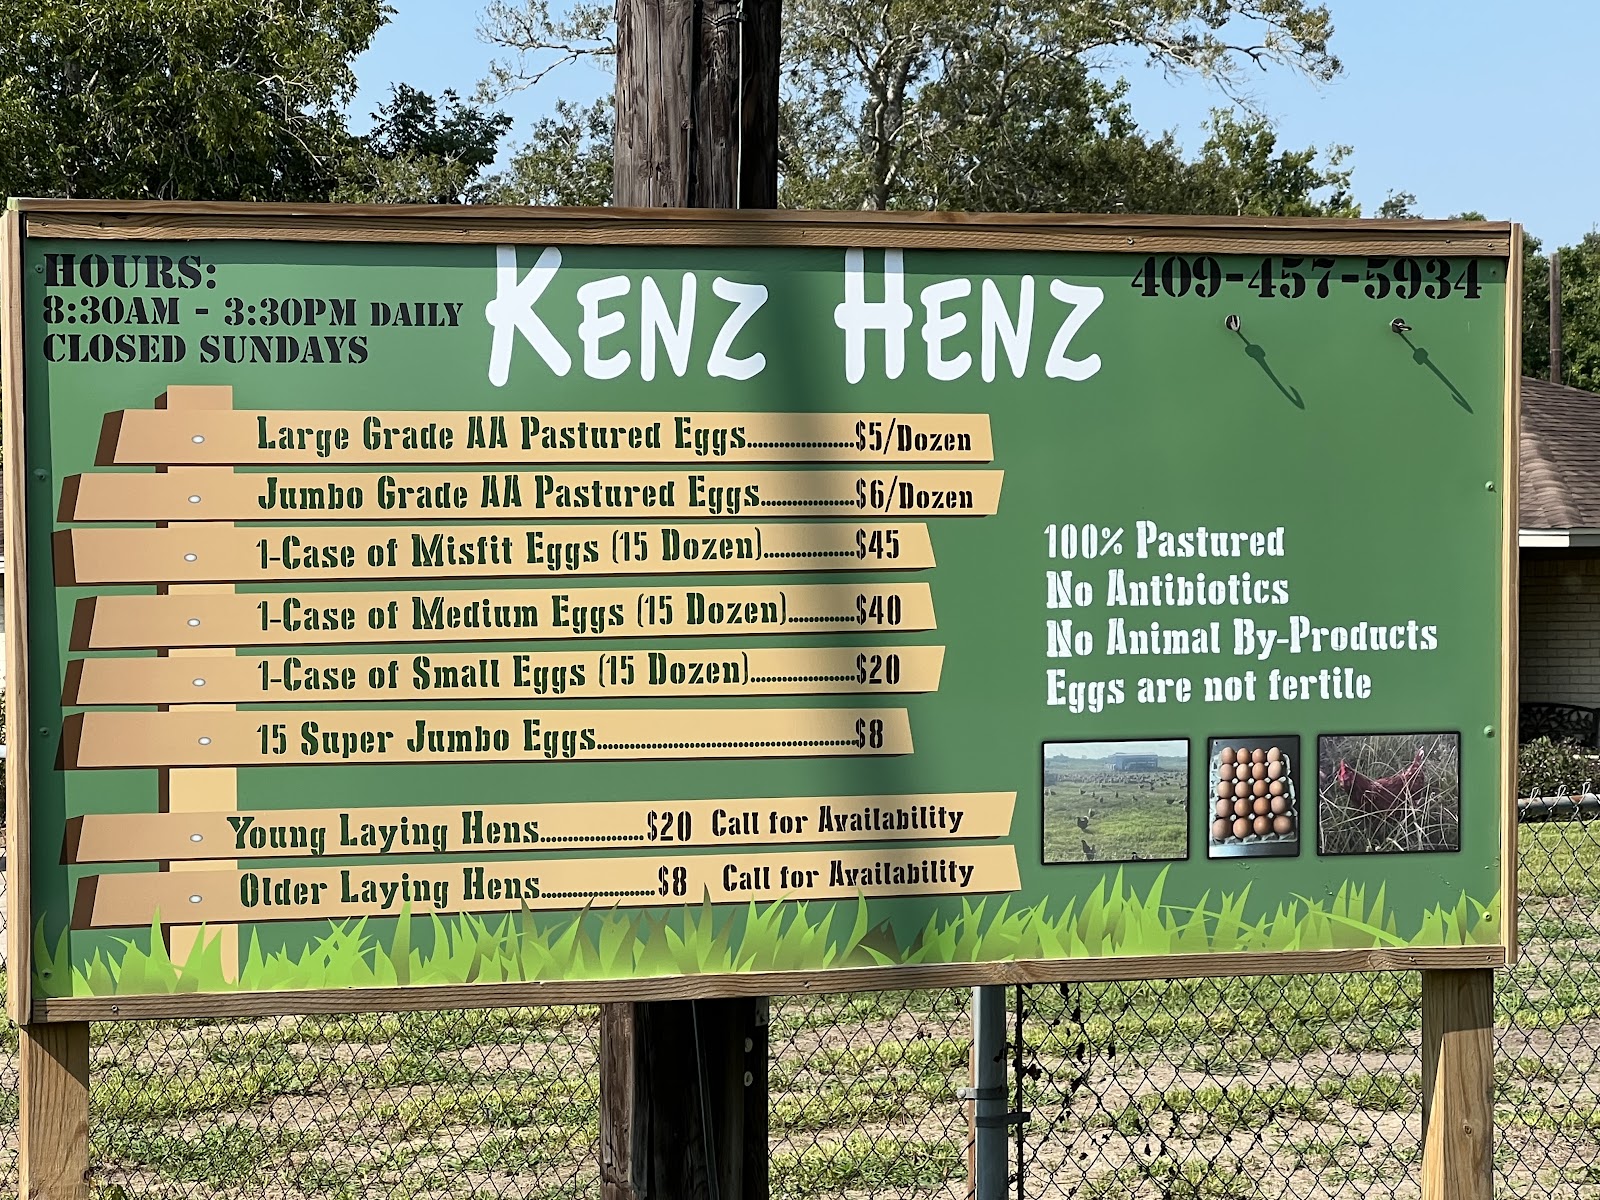 HOURS:
8:30AM - 3:30PM DAILY
CLOSED SUNDAYS
KENZ HENZ
409-457-5934
Large Grade AA Pastured Eggs....................$5/Dozen
Jumbo Grade AA Pastured Eggs.................$6/Dozen
1-Case of Misfit Eggs (15 Dozen)................$45
1-Case of Medium Eggs (15 Dozen)............$40
1-Case of Small Eggs (15 Dozen)..................$20
15 Super Jumbo Eggs.............................................$8
Young Laying Hens..................$20 Call for Availability
Older Laying Hens....................$8 Call for Availability
100% Pastured
No Antibiotics
No Animal By-Products
Eggs are not fertile